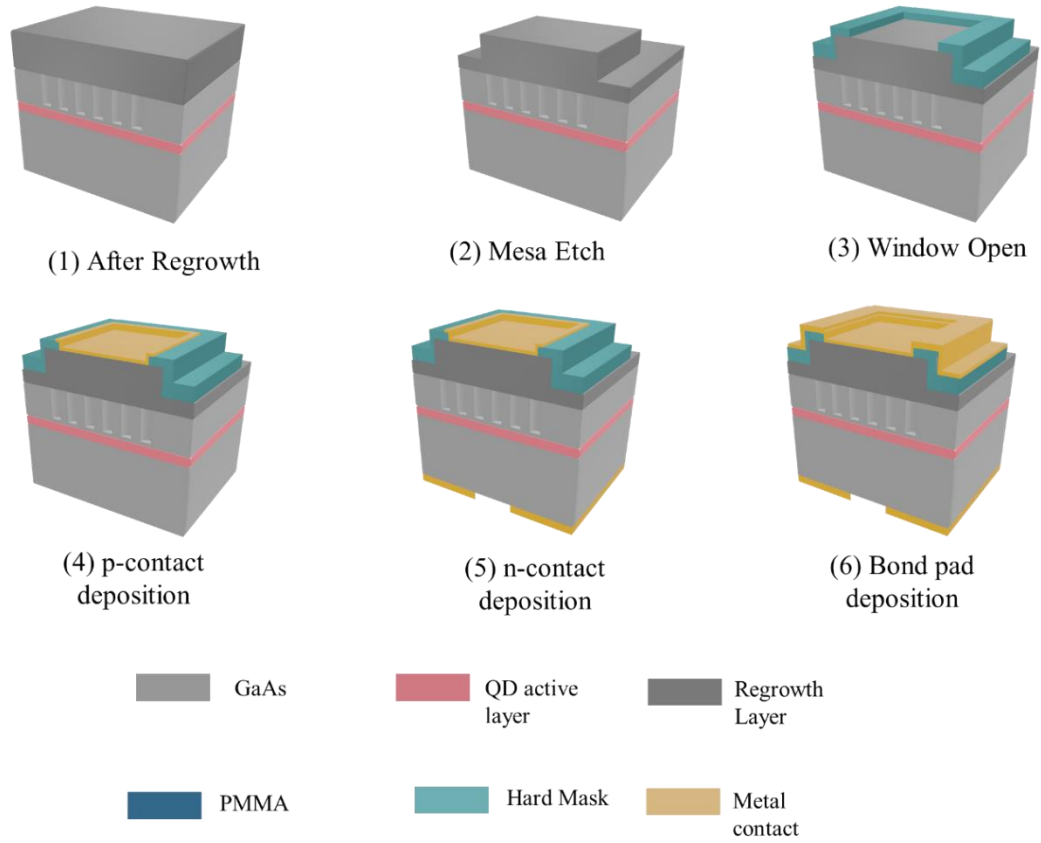 (1) After Regrowth
(2) Mesa Etch
(3) Window Open
(4) p-contact
deposition
(5) n-contact
deposition
(6) Bond pad
deposition
GaAs
QD active
layer
Regrowth
Layer
PMMA
Hard Mask
Metal
contact